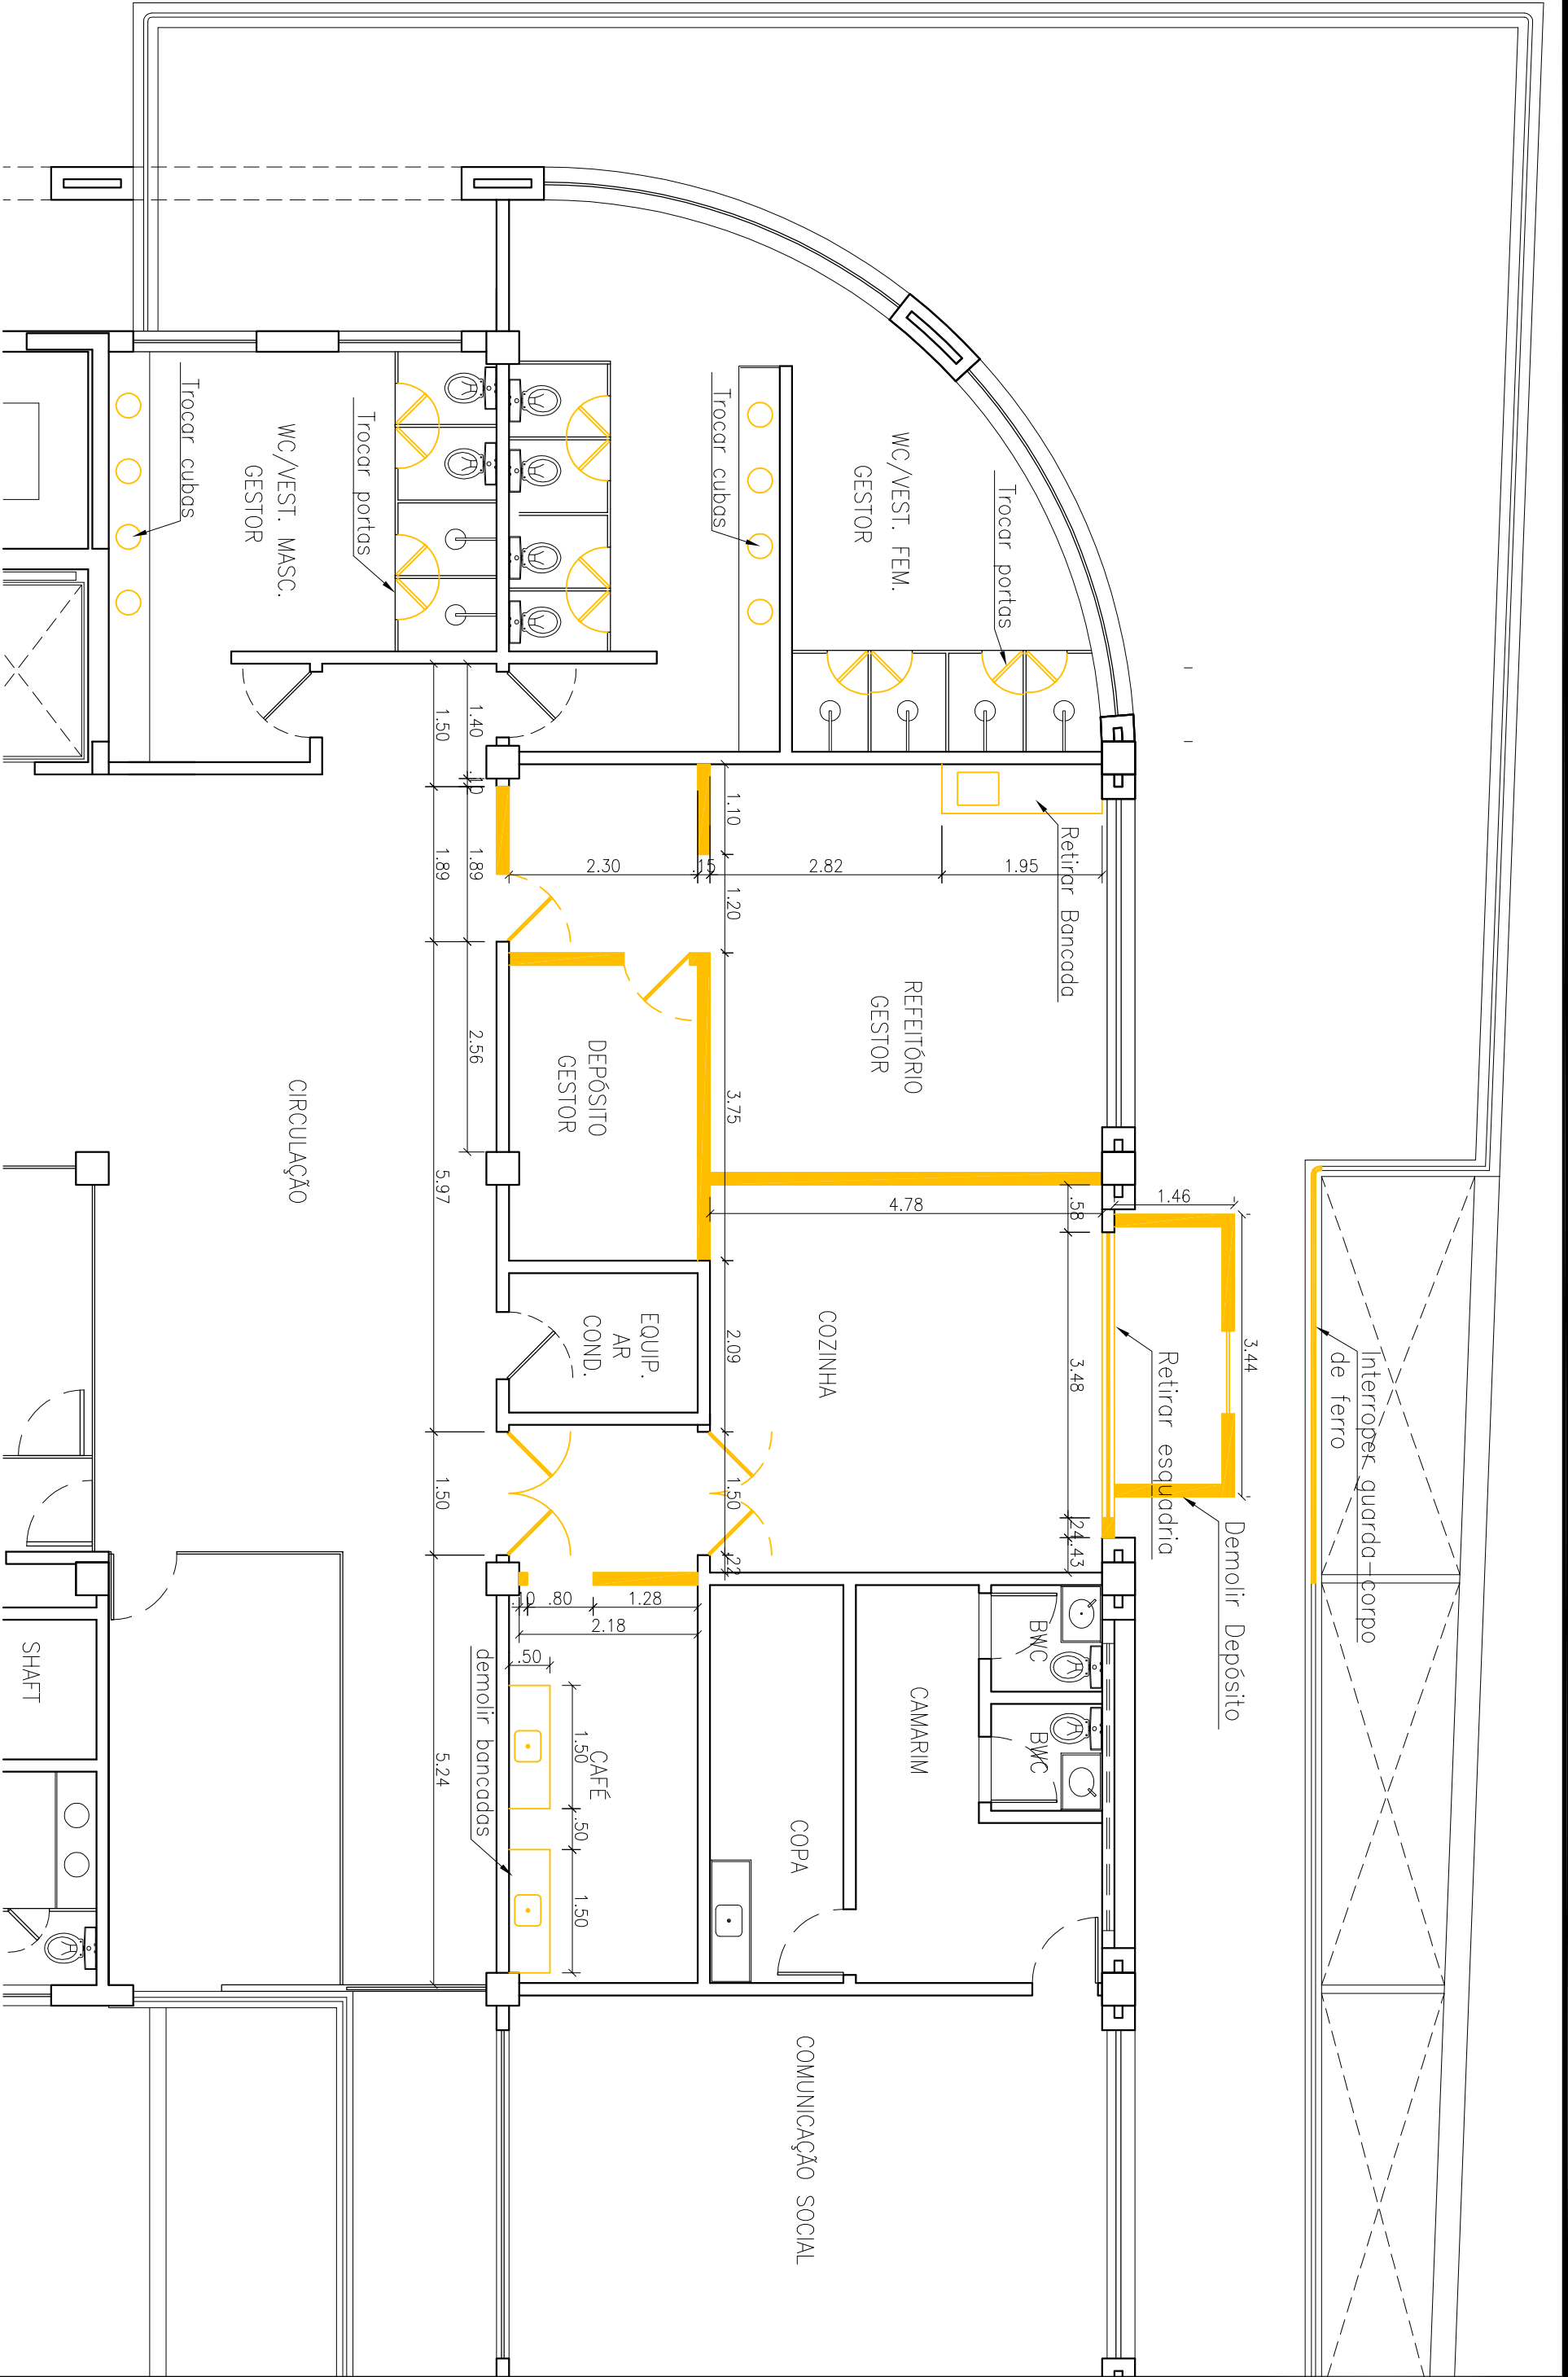 Trocar cubas
WC/VEST. MASC.
GESTOR
Trocar portas
Trocar cubas
WC/VEST. FEM.
GESTOR
Trocar portas
1.40
.10
1.50
1.89
1.89
2.56
5.97
1.50
5.24
1.10
1.20
3.75
2.09
1.50
.22
2.30
.15
2.82
1.95
Retirar Bancada
REFEITÓRIO
GESTOR
DEPÓSITO
GESTOR
CIRCULAÇÃO
4.78
.58
3.48
.24
.43
1.46
3.44
COZINHA
EQUIP.
AR
COND.
Retirar esquadria
Demolir Depósito
Interroper guarda-corpo
de ferro
.10
.80
1.28
2.18
.50
1.50
.50
1.50
CAFÉ
demolir bancadas
BWC
BWC
CAMARIM
COPA
SHAFT
COMUNICAÇÃO SOCIAL